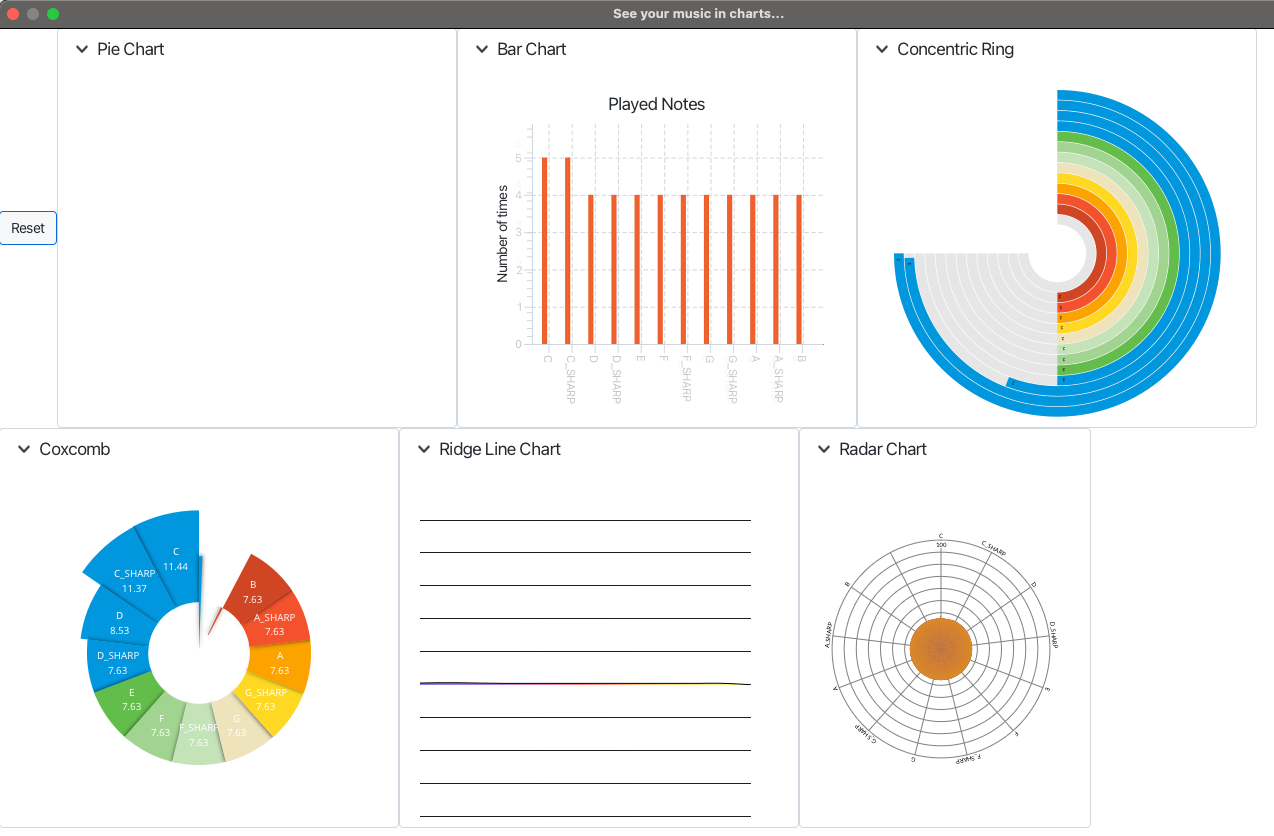 See your music in charts...
Pie Chart
Bar Chart
Concentric Ring
Reset
Played Notes
Number of times
5
4
3
2
1
0
C
C_SHARP
D
D_SHARP
E
F
F_SHARP
G
G_SHARP
A
A_SHARP
B
Coxcomb
Ridge Line Chart
Radar Chart
C
11.44
C_SHARP
11.37
D
8.53
D_SHARP
7.63
E
7.63
F
7.63
F_SHARP
7.63
G
7.63
G_SHARP
7.63
A
7.63
A_SHARP
7.63
B
7.63
C
100
C_SHARP
D
D_SHARP
E
F
F_SHARP
G
G_SHARP
A
A_SHARP
B